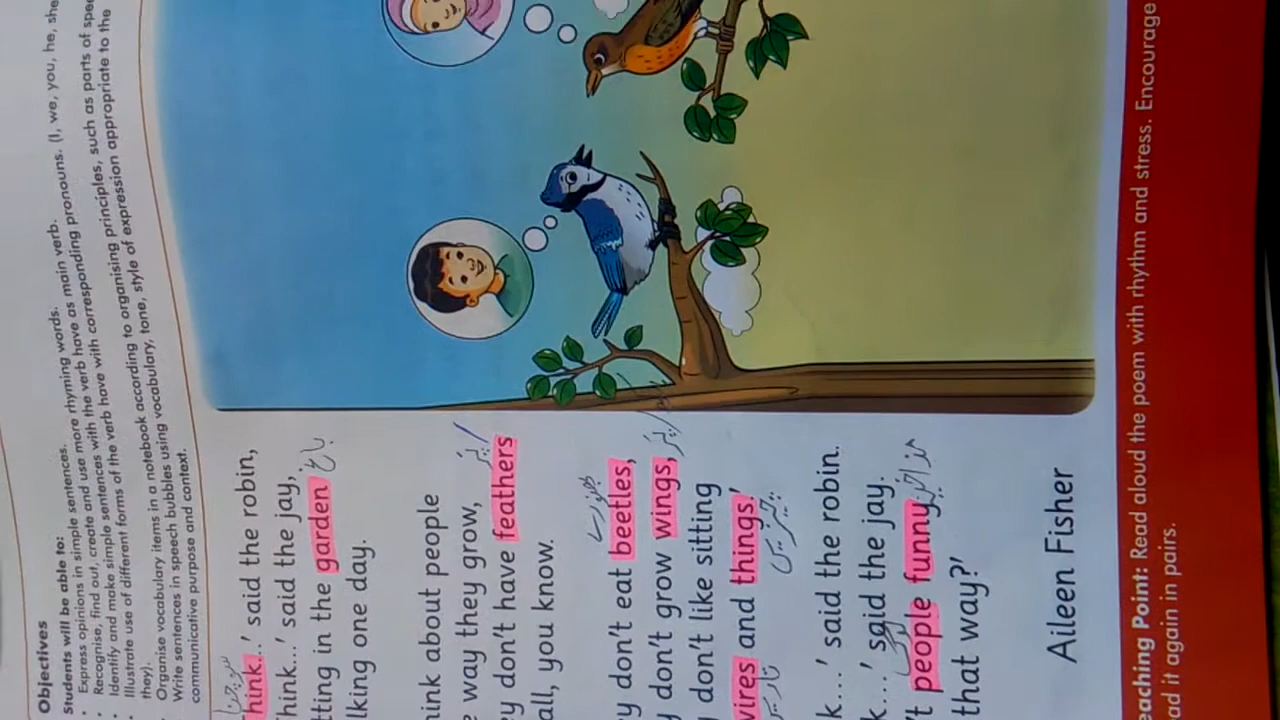 Objectives
Students will be able to:
• Express opinions in simple sentences.
• Recognise, find out, create and use more rhyming words.
• Identify and make simple sentences with the verb be/have as main verb. (I, we, you, he, she
• Illustrate use of different forms of the verb have with corresponding pronouns.
they).
• Organise vocabulary items in a notebook according to organising principles, such as parts of spe
• Write sentences in speech bubbles using vocabulary, tone, style of expression appropriate to the
communicative purpose and context.
hink...' said the robin,
hink...' said the jay,
tting in the garden باغ
lking one day.
hink about people
e way they grow,
ey don't have feathers پَر
all, you know.
y don't eat beetles,
y don't grow wings, پَر
y don't like sitting
wires and things!'
تاریں چیزیں
k...' said the robin.
k...' said the jay.
't people funny
that way?'
Aileen Fisher
eaching Point: Read aloud the poem with rhythm and stress. Encourage
ad it again in pairs.